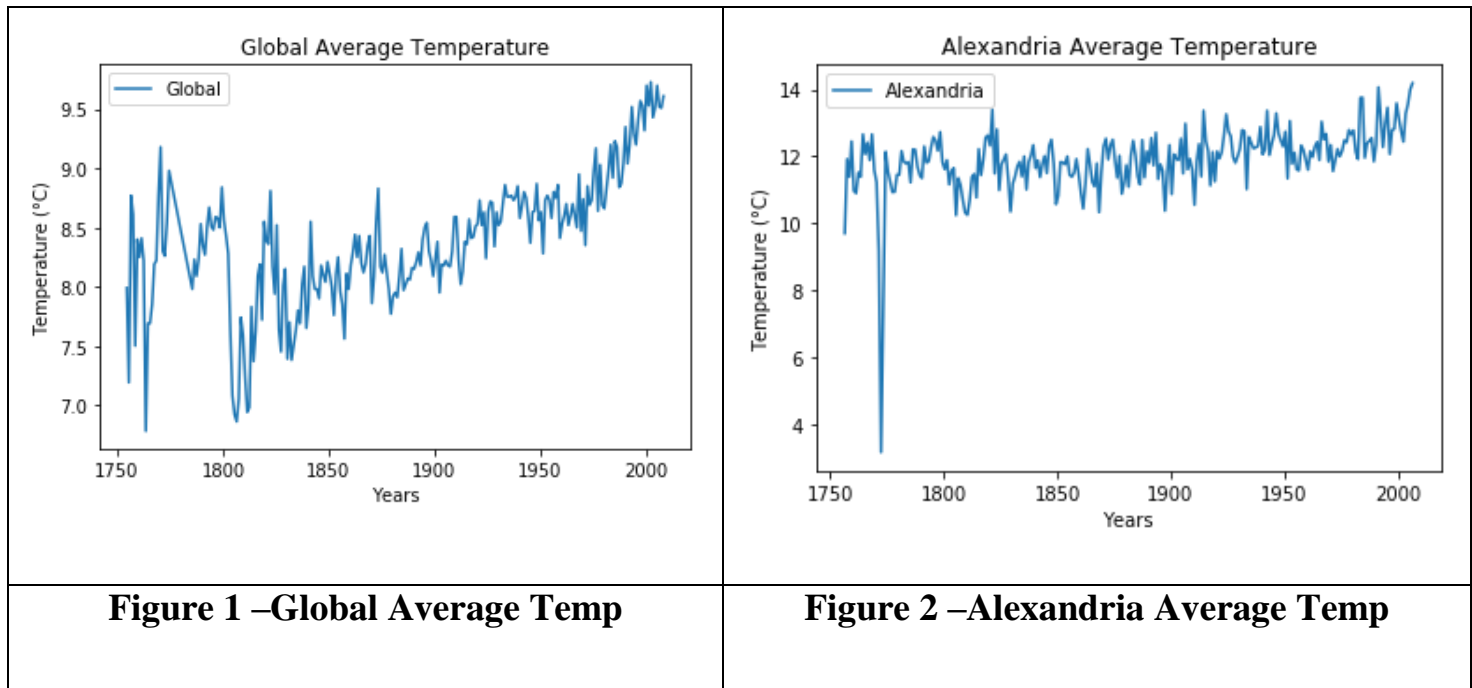 Global Average Temperature
Global
Temperature (°C)
9.5
9.0
8.5
8.0
7.5
7.0
1750 1800 1850 1900 1950 2000
Years
Alexandria Average Temperature
Alexandria
Temperature (°C)
14
12
10
8
6
4
1750 1800 1850 1900 1950 2000
Years
Figure 1 –Global Average Temp
Figure 2 –Alexandria Average Temp